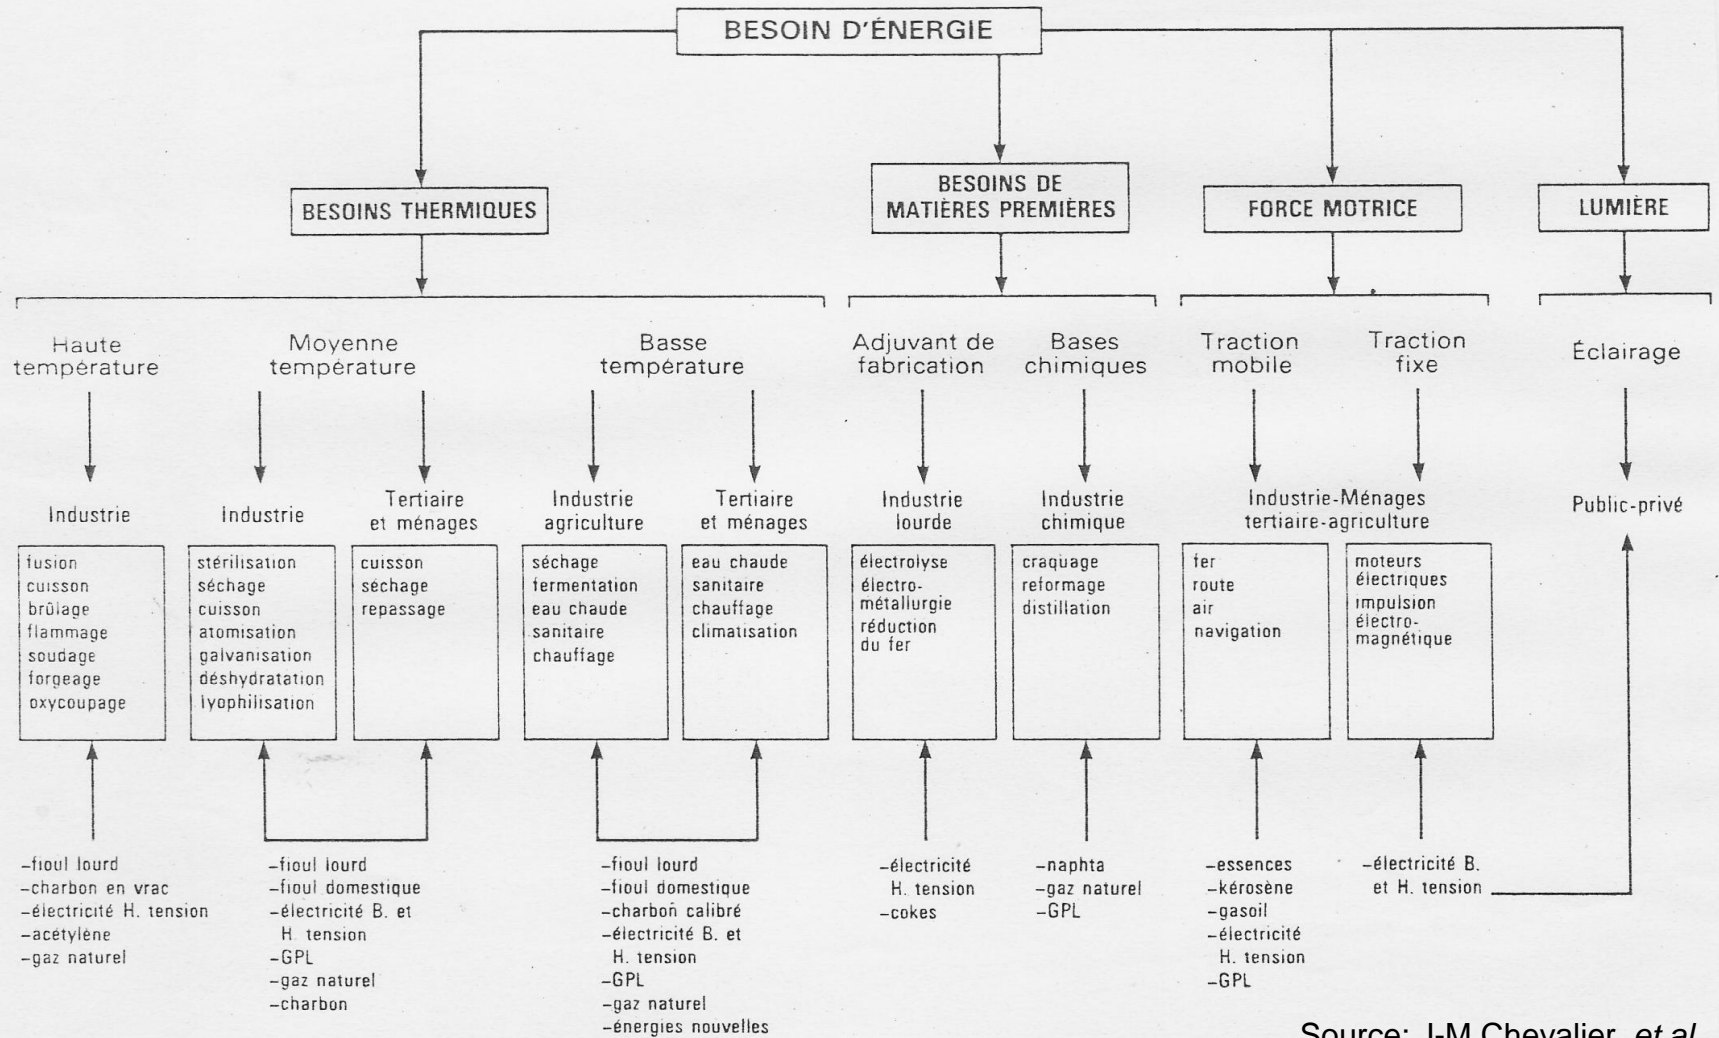 BESOIN D'ÉNERGIE
BESOINS THERMIQUES
BESOINS DE
MATIÈRES PREMIÈRES
FORCE MOTRICE
LUMIÈRE
Haute
température
Moyenne
température
Basse
température
Adjuvant de
fabrication
Bases
chimiques
Traction
mobile
Traction
fixe
Éclairage
Industrie
Industrie
Tertiaire
et ménages
Industrie
agriculture
Tertiaire
et ménages
Industrie
lourde
Industrie
chimique
Industrie-Ménages
tertiaire-agriculture
Public-privé
fusion
cuisson
brûlage
flammage
soudage
forgeage
oxycoupage
stérilisation
séchage
cuisson
atomisation
galvanisation
déshydratation
lyophilisation
cuisson
séchage
repassage
séchage
fermentation
eau chaude
sanitaire
chauffage
eau chaude
sanitaire
chauffage
climatisation
électrolyse
électro-
métallurgie
réduction
du fer
craquage
reformage
distillation
fer
route
air
navigation
moteurs
électriques
impulsion
électro-
magnétique
–fioul lourd
–charbon en vrac
–électricité H. tension
–acétylène
–gaz naturel
–fioul lourd
–fioul domestique
–électricité B. et
H. tension
–GPL
–gaz naturel
–charbon
–fioul lourd
–fioul domestique
–charbon calibré
–électricité B. et
H. tension
–GPL
–gaz naturel
–énergies nouvelles
–électricité
H. tension
–cokes
–naphta
–gaz naturel
–GPL
–essences
–kérosène
–gasoil
–électricité
H. tension
–GPL
–électricité B.
et H. tension
Source: J-M Chevalier, et al